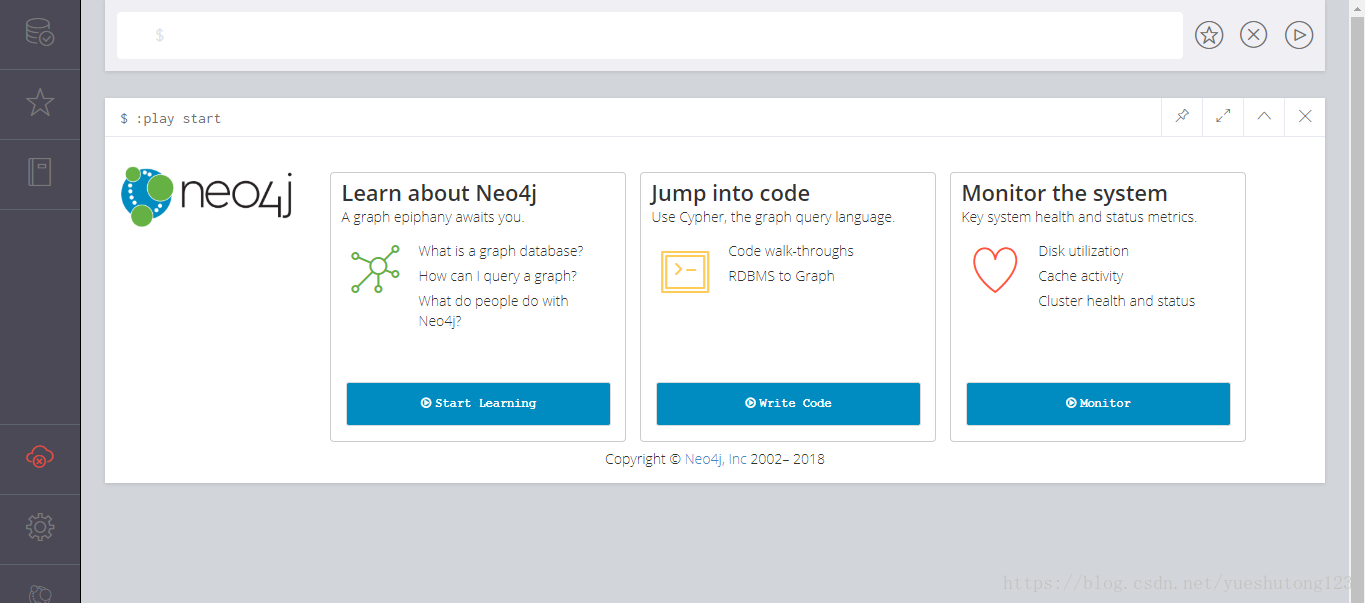 $
$ :play start
neo4j
Learn about Neo4j
A graph epiphany awaits you.
What is a graph database?
How can I query a graph?
What do people do with
Neo4j?
Start Learning
Jump into code
Use Cypher, the graph query language.
Code walk-throughs
RDBMS to Graph
Write Code
Monitor the system
Key system health and status metrics.
Disk utilization
Cache activity
Cluster health and status
Monitor
Copyright © Neo4j, Inc 2002– 2018
https://blog.csdn.net/yueshutong123